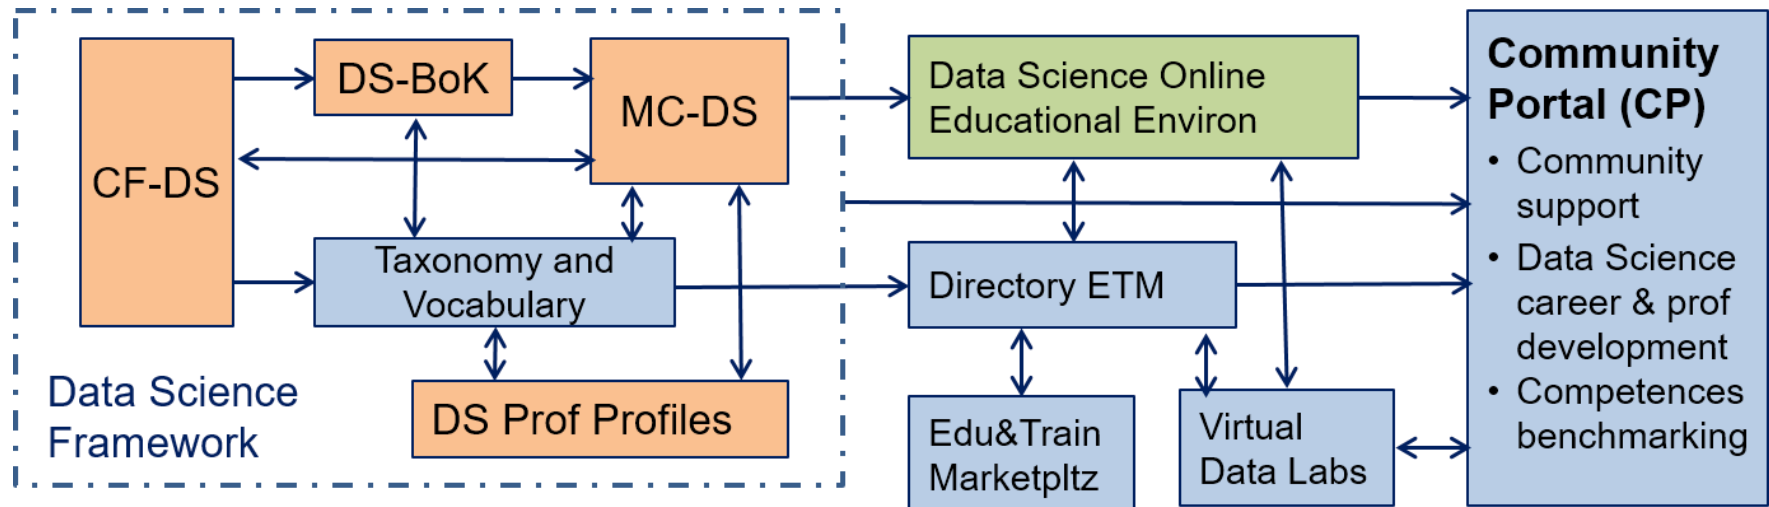 CF-DS
DS-BoK
MC-DS
Taxonomy and
Vocabulary
DS Prof Profiles
Data Science
Framework
Data Science Online
Educational Environ
Directory ETM
Edu&Train
Marketpltz
Virtual
Data Labs
Community
Portal (CP)
• Community
support
• Data Science
career & prof
development
• Competences
benchmarking